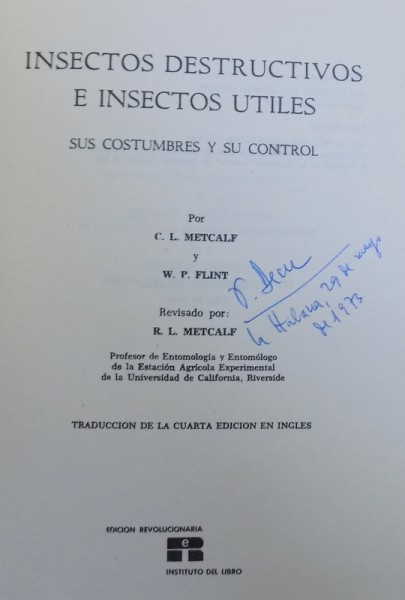 INSECTOS DESTRUCTIVOS
E INSECTOS UTILES
SUS COSTUMBRES Y SU CONTROL
Por
C. L. METCALF
y
W. P. FLINT
Revisado por:
R. L. METCALF
Profesor de Entomología y Entomólogo
de la Estación Agrícola Experimental
de la Universidad de California, Riverside
La Habana, 29 de mayo
de 1973
TRADUCCION DE LA CUARTA EDICION EN INGLES
EDICION REVOLUCIONARIA
e
R
INSTITUTO DEL LIBRO